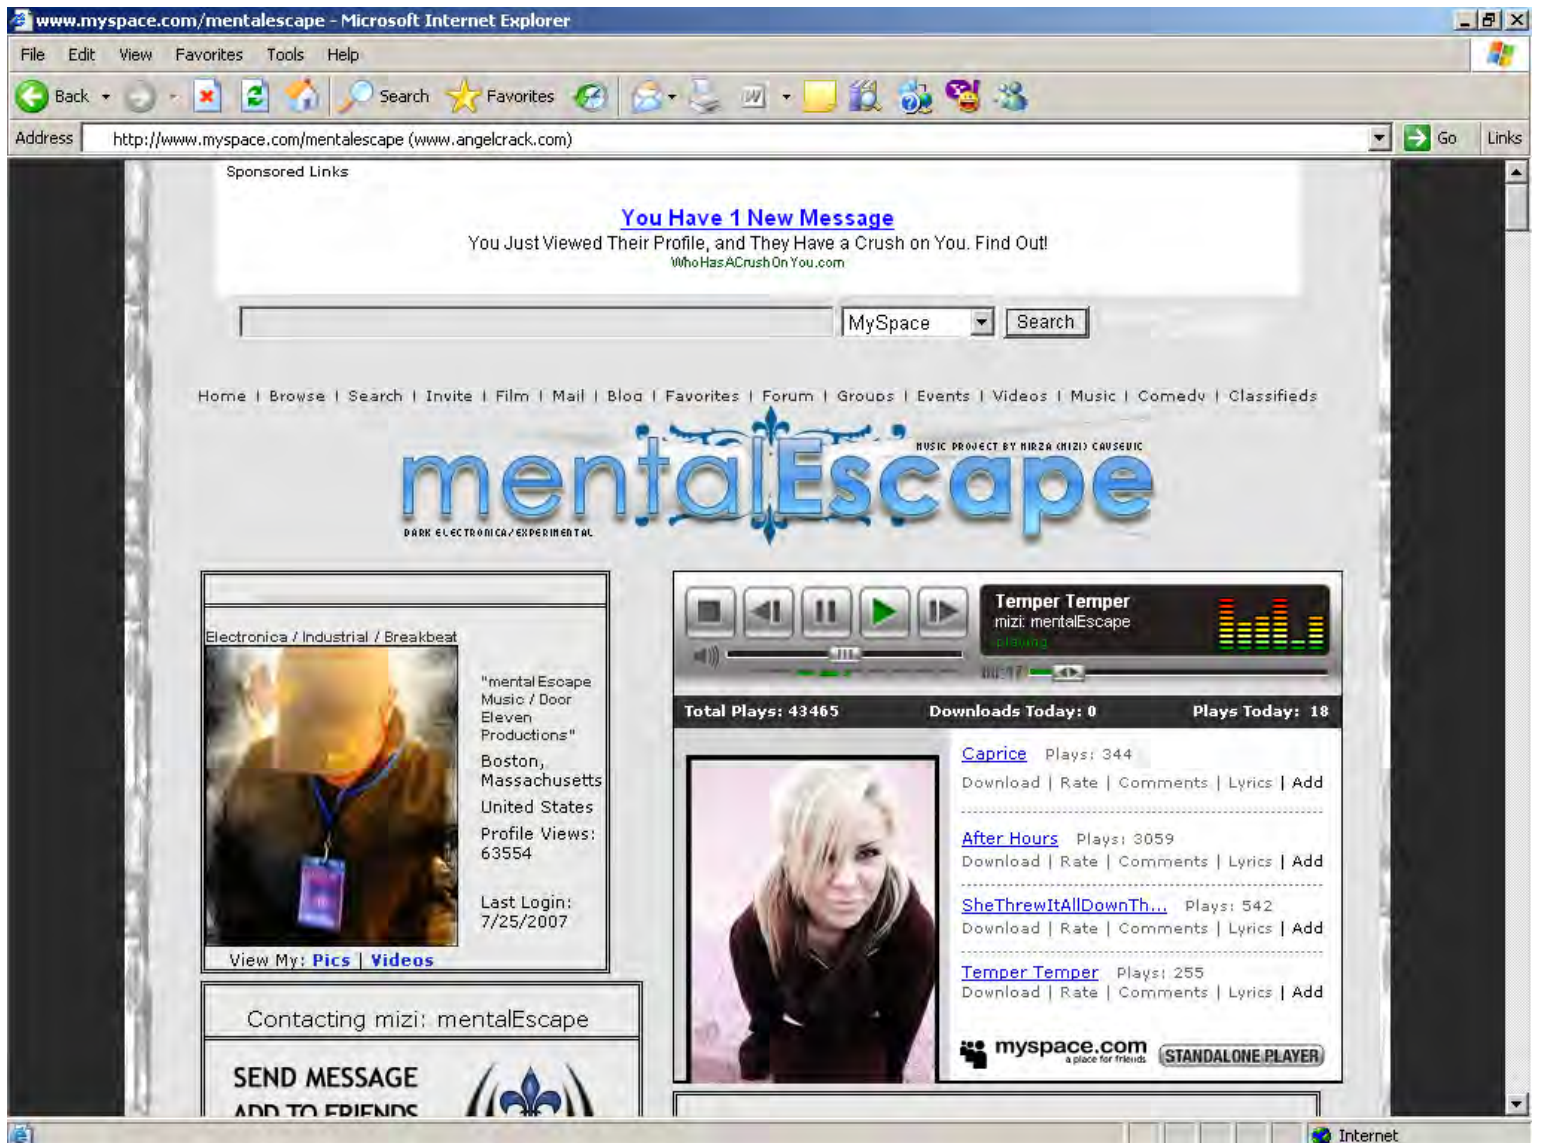 www.myspace.com/mentalescape - Microsoft Internet Explorer
File Edit View Favorites Tools Help
Back Search Favorites
Address http://www.myspace.com/mentalescape (www.angelcrack.com) Go Links
Sponsored Links
You Have 1 New Message
You Just Viewed Their Profile, and They Have a Crush on You. Find Out!
WhoHasACrushOnYou.com
MySpace Search
Home | Browse | Search | Invite | Film | Mail | Blog | Favorites | Forum | Groups | Events | Videos | Music | Comedy | Classifieds
MUSIC PROJECT BY MIRZA (MIZI) CAUSEVIC
mentalEscape
DARK ELECTRONICA/EXPERIMENTAL
Electronica / Industrial / Breakbeat
"mental Escape
Music / Door
Eleven
Productions"
Boston,
Massachusetts
United States
Profile Views:
63554
Last Login:
7/25/2007
View My: Pics | Videos
Contacting mizi: mentalEscape
SEND MESSAGE
ADD TO FRIENDS
Temper Temper
mizi: mentalEscape
playing
Total Plays: 43465 Downloads Today: 0 Plays Today: 18
Caprice Plays: 344
Download | Rate | Comments | Lyrics | Add
After Hours Plays: 3059
Download | Rate | Comments | Lyrics | Add
SheThrewItAllDownTh... Plays: 542
Download | Rate | Comments | Lyrics | Add
Temper Temper Plays: 255
Download | Rate | Comments | Lyrics | Add
myspace.com
a place for friends
STANDALONE PLAYER
Internet